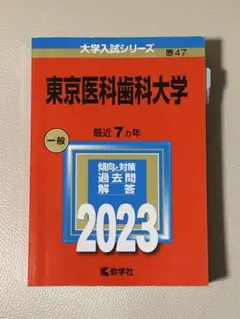 大学入試シリーズ
47
東京医科歯科大学
一般
最近7カ年
傾向と対策
過去問
解答
2023
教学社